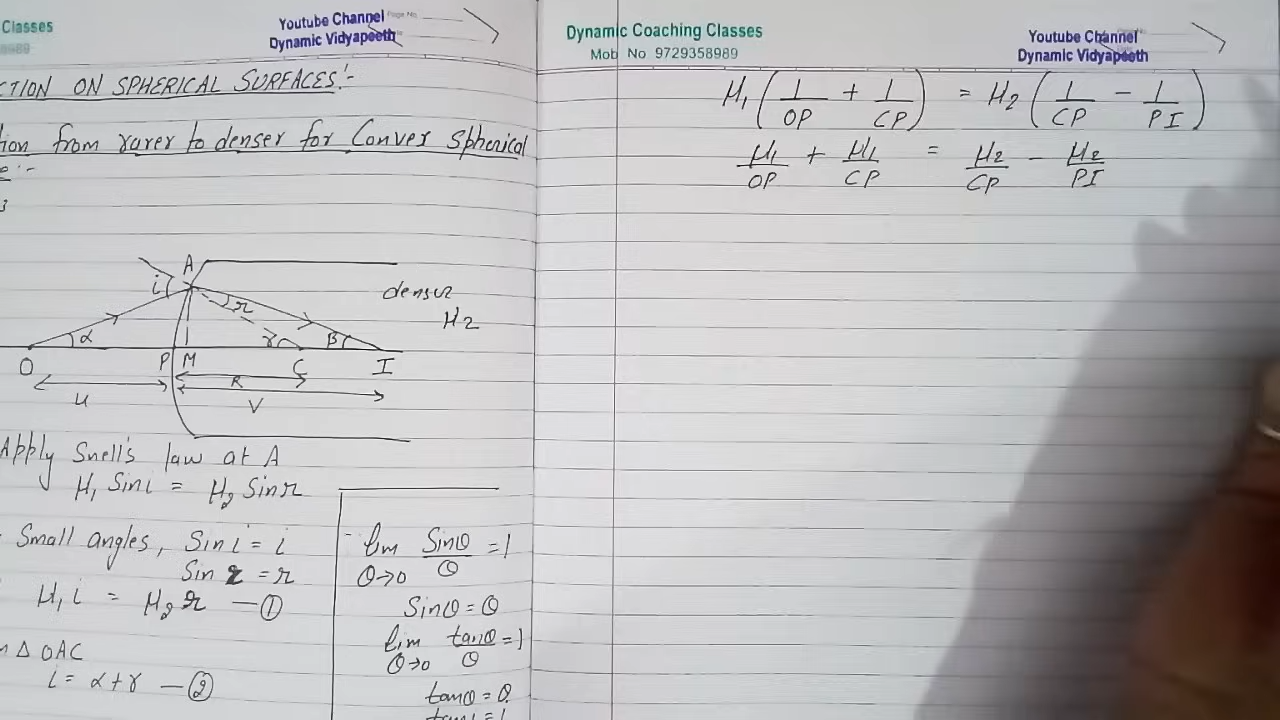 Classes
Youtube Channel
Dynamic Vidyapeeth
CTION ON SPHERICAL SURFACES:-
tion from rarer to denser for Convex Spherical
A
i
r
denser
μ2
α
γ
β
O
P
M
C
I
R
u
V
Apply Snell's law at A
μ1 Sini = μ2 Sinr
Small angles, Sin i = i
Sin r = r
μ1 i = μ2 r —①
Δ OAC
i = α+γ —②
lim Sinθ/θ = 1
θ→0
Sinθ = θ
lim tanθ/θ = 1
θ→0
tanθ = θ
Dynamic Coaching Classes
Mob No 9729358989
Youtube Channel
Dynamic Vidyapeeth
μ1 (1/OP + 1/CP) = μ2 (1/CP - 1/PI)
μ1/OP + μ1/CP = μ2/CP - μ2/PI